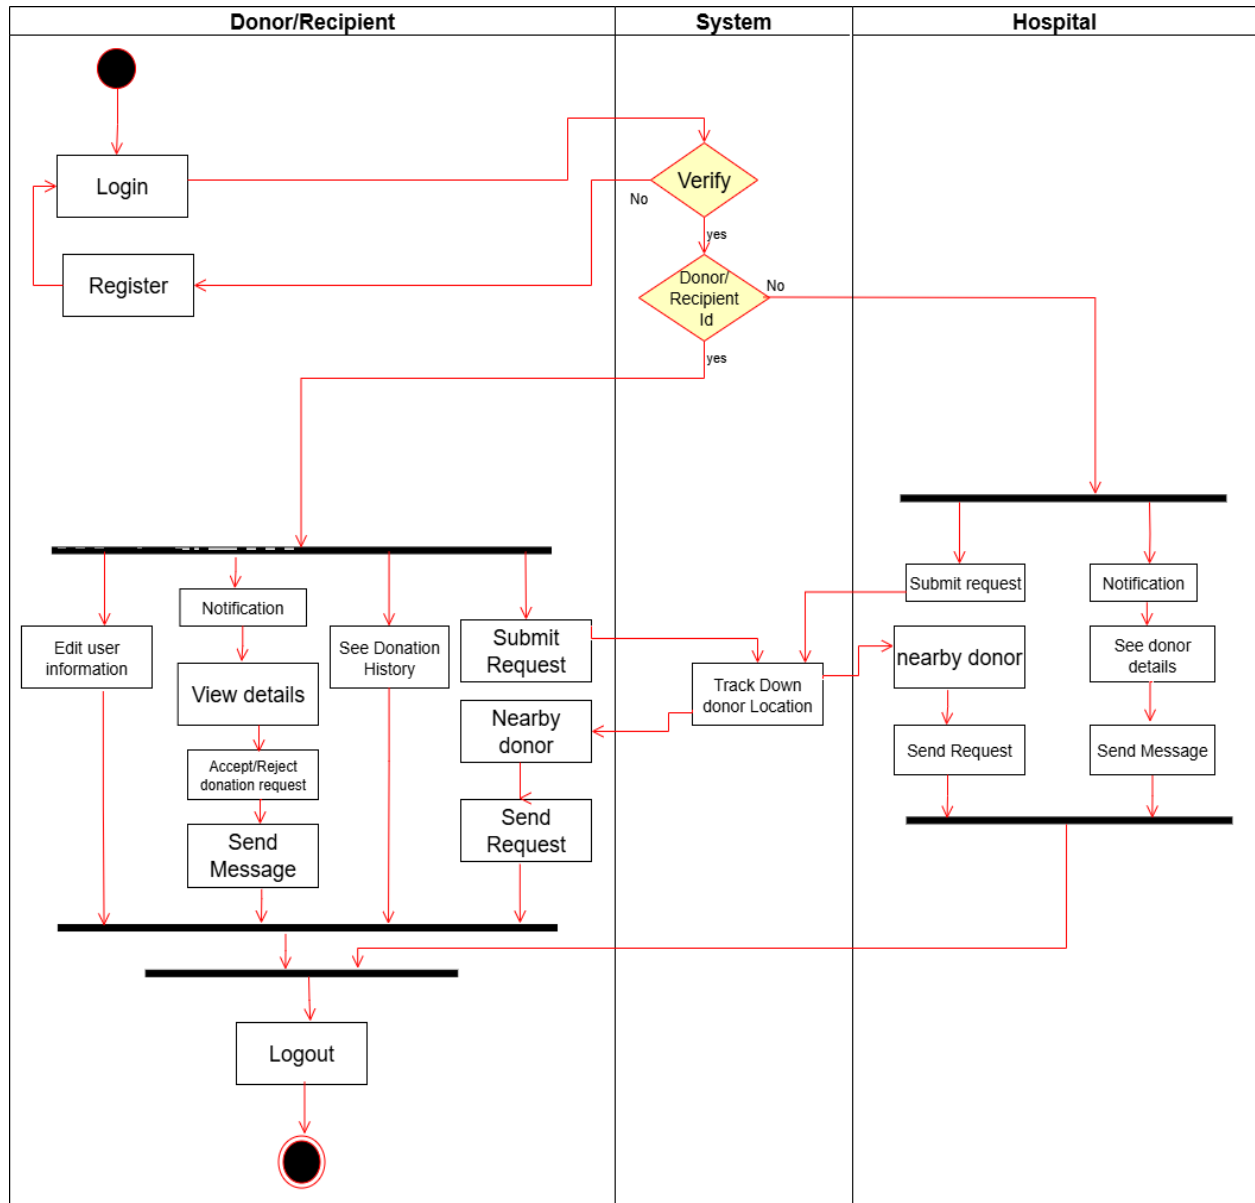 Donor/Recipient
System
Hospital
Login
Verify
No
yes
Register
Donor/
Recipient
Id
No
yes
Notification
Edit user
information
See Donation
History
Submit
Request
View details
Accept/Reject
donation request
Send
Message
Nearby
donor
Send
Request
Track Down
donor Location
Submit request
Notification
nearby donor
See donor
details
Send Request
Send Message
Logout